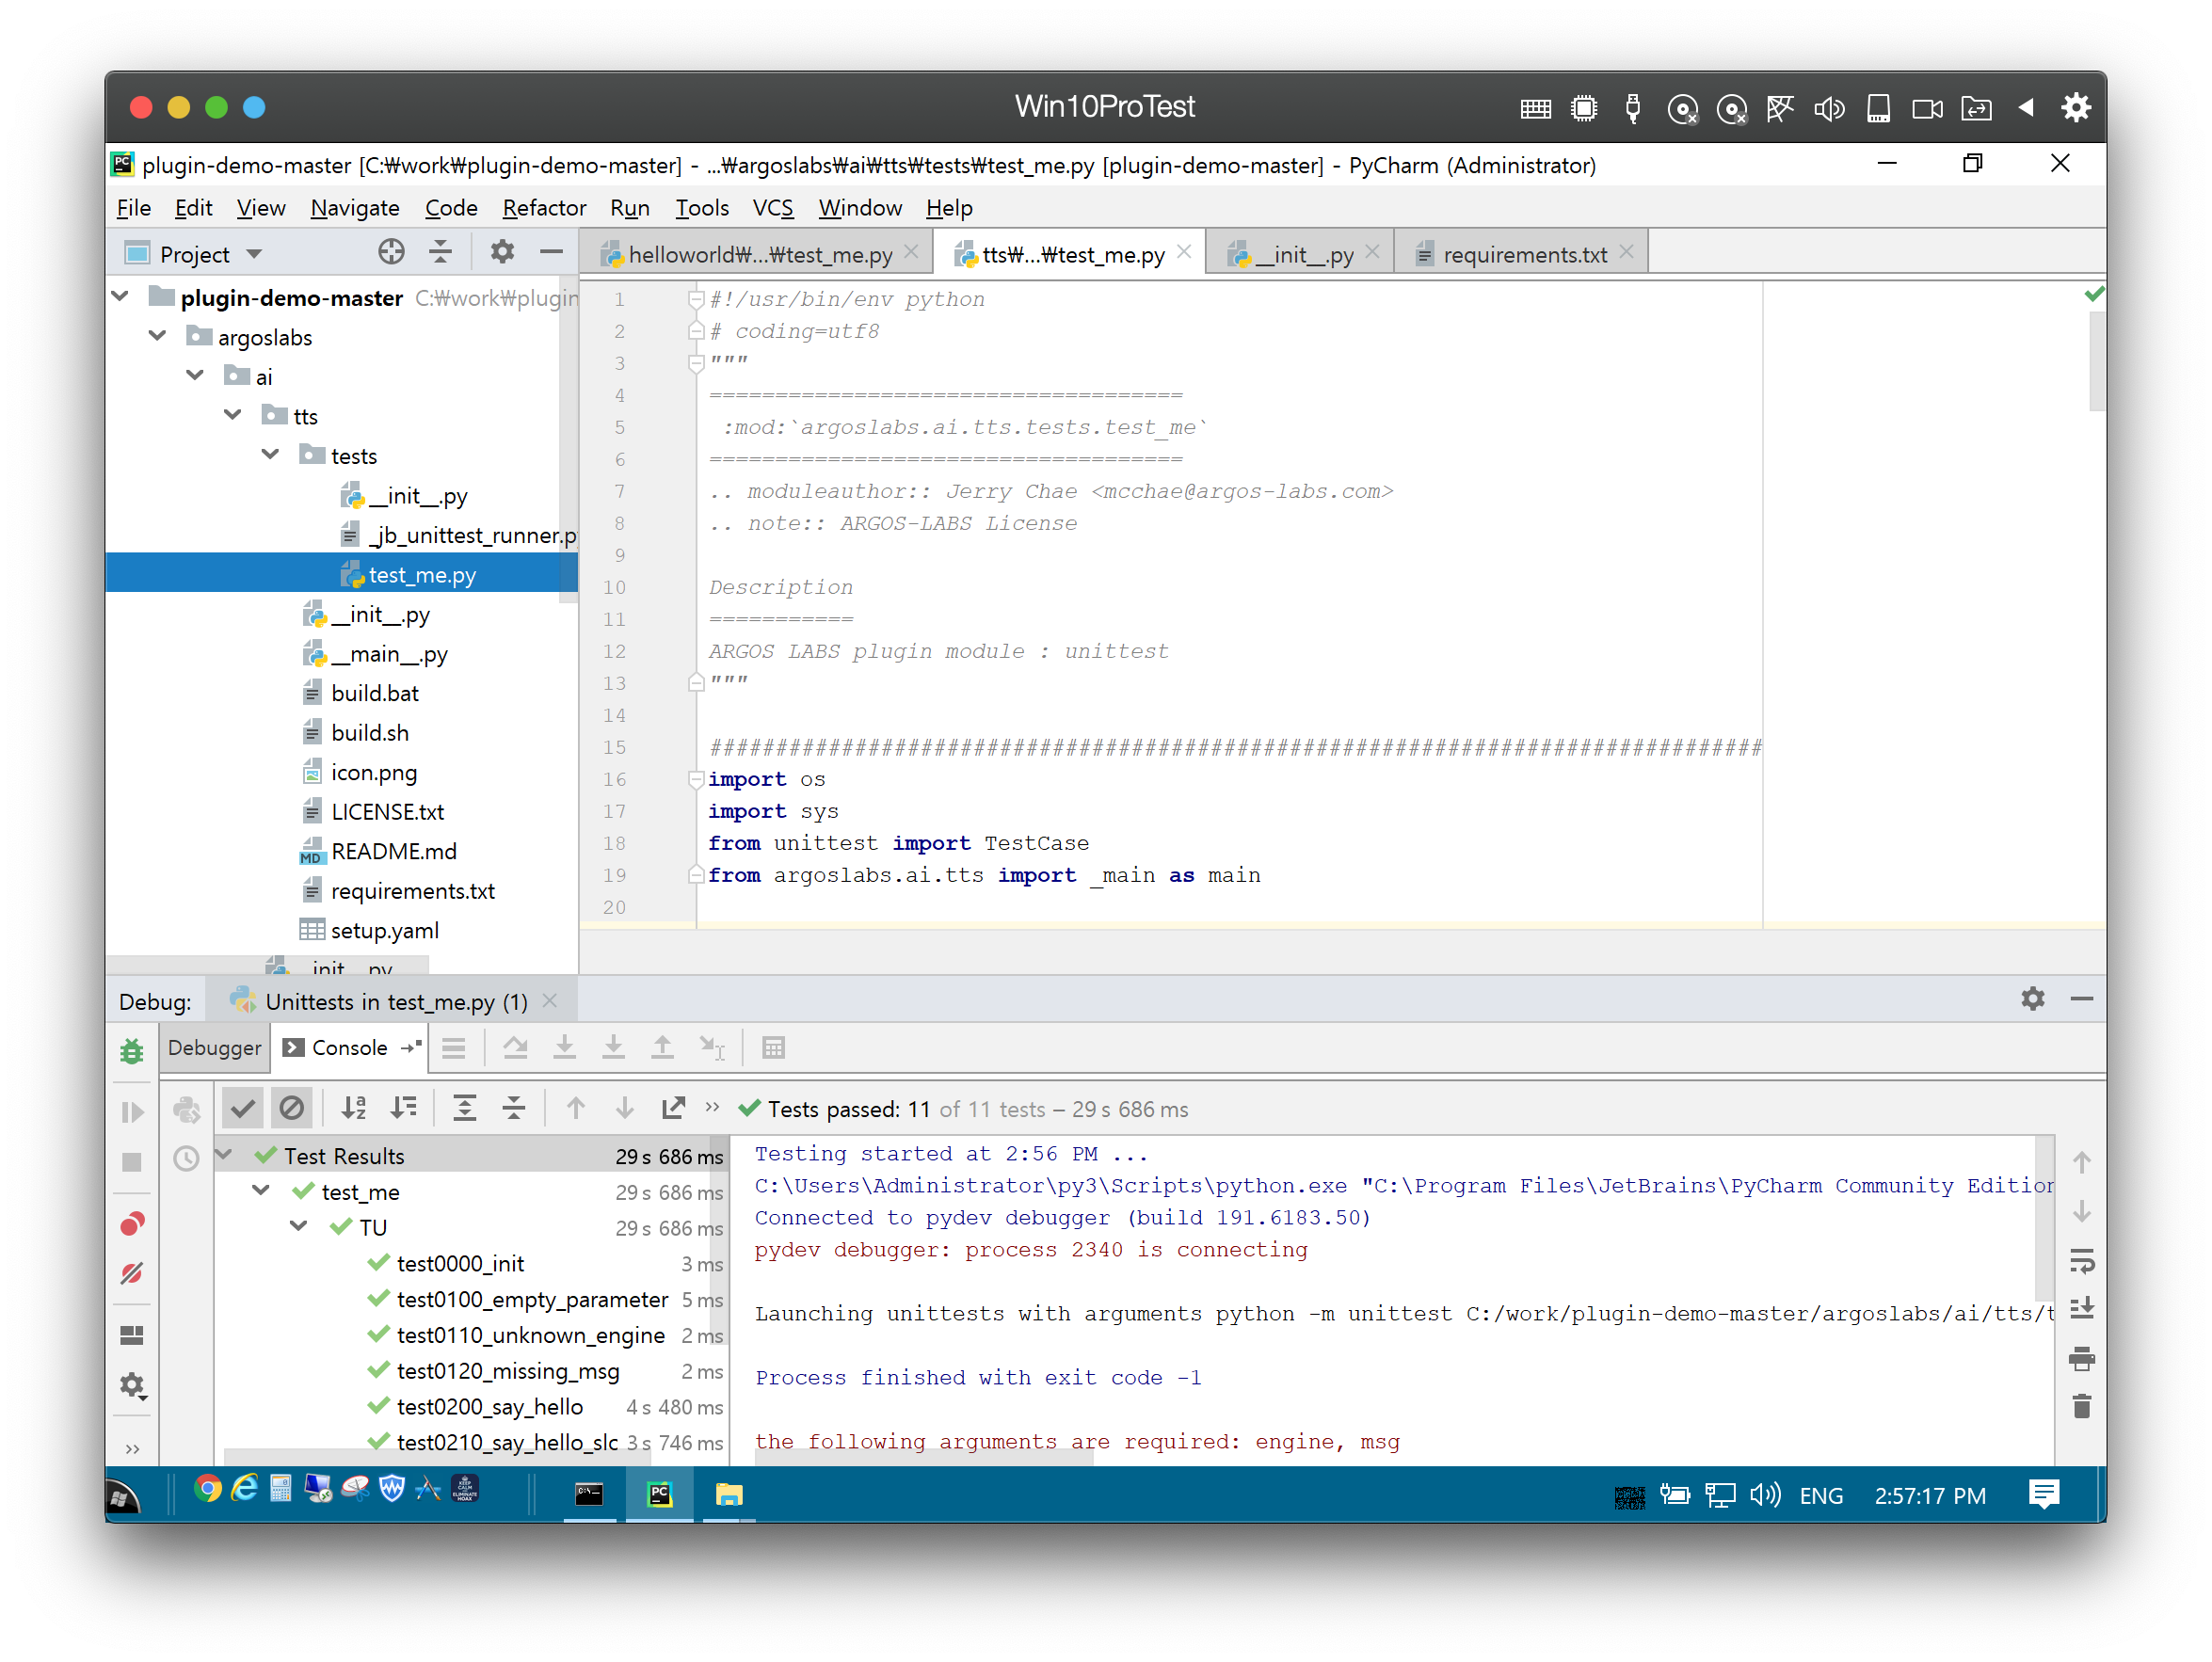 Win10ProTest
plugin-demo-master [C:₩work₩plugin-demo-master] - ...₩argoslabs₩ai₩tts₩tests₩test_me.py [plugin-demo-master] - PyCharm (Administrator)
File Edit View Navigate Code Refactor Run Tools VCS Window Help
Project
helloworld₩...₩test_me.py
tts₩...₩test_me.py
__init__.py
requirements.txt
plugin-demo-master C:₩work₩plugin
argoslabs
ai
tts
tests
__init__.py
_jb_unittest_runner.p
test_me.py
__init__.py
__main__.py
build.bat
build.sh
icon.png
LICENSE.txt
MD README.md
requirements.txt
setup.yaml
__init__.py
1 #!/usr/bin/env python
2 # coding=utf8
3 """
4 ====================================
5 :mod:`argoslabs.ai.tts.tests.test_me`
6 ====================================
7 .. moduleauthor:: Jerry Chae <mcchae@argos-labs.com>
8 .. note:: ARGOS-LABS License
9
10 Description
11 ===========
12 ARGOS LABS plugin module : unittest
13 """
14
15 ################################################################################
16 import os
17 import sys
18 from unittest import TestCase
19 from argoslabs.ai.tts import _main as main
20
Debug: Unittests in test_me.py (1)
Debugger Console
Tests passed: 11 of 11 tests – 29 s 686 ms
Test Results 29 s 686 ms
test_me 29 s 686 ms
TU 29 s 686 ms
test0000_init 3 ms
test0100_empty_parameter 5 ms
test0110_unknown_engine 2 ms
test0120_missing_msg 2 ms
test0200_say_hello 4 s 480 ms
test0210_say_hello_slc 3 s 746 ms
Testing started at 2:56 PM ...
C:\Users\Administrator\py3\Scripts\python.exe "C:\Program Files\JetBrains\PyCharm Community Edition
Connected to pydev debugger (build 191.6183.50)
pydev debugger: process 2340 is connecting
Launching unittests with arguments python -m unittest C:/work/plugin-demo-master/argoslabs/ai/tts/t
Process finished with exit code -1
the following arguments are required: engine, msg
ENG 2:57:17 PM